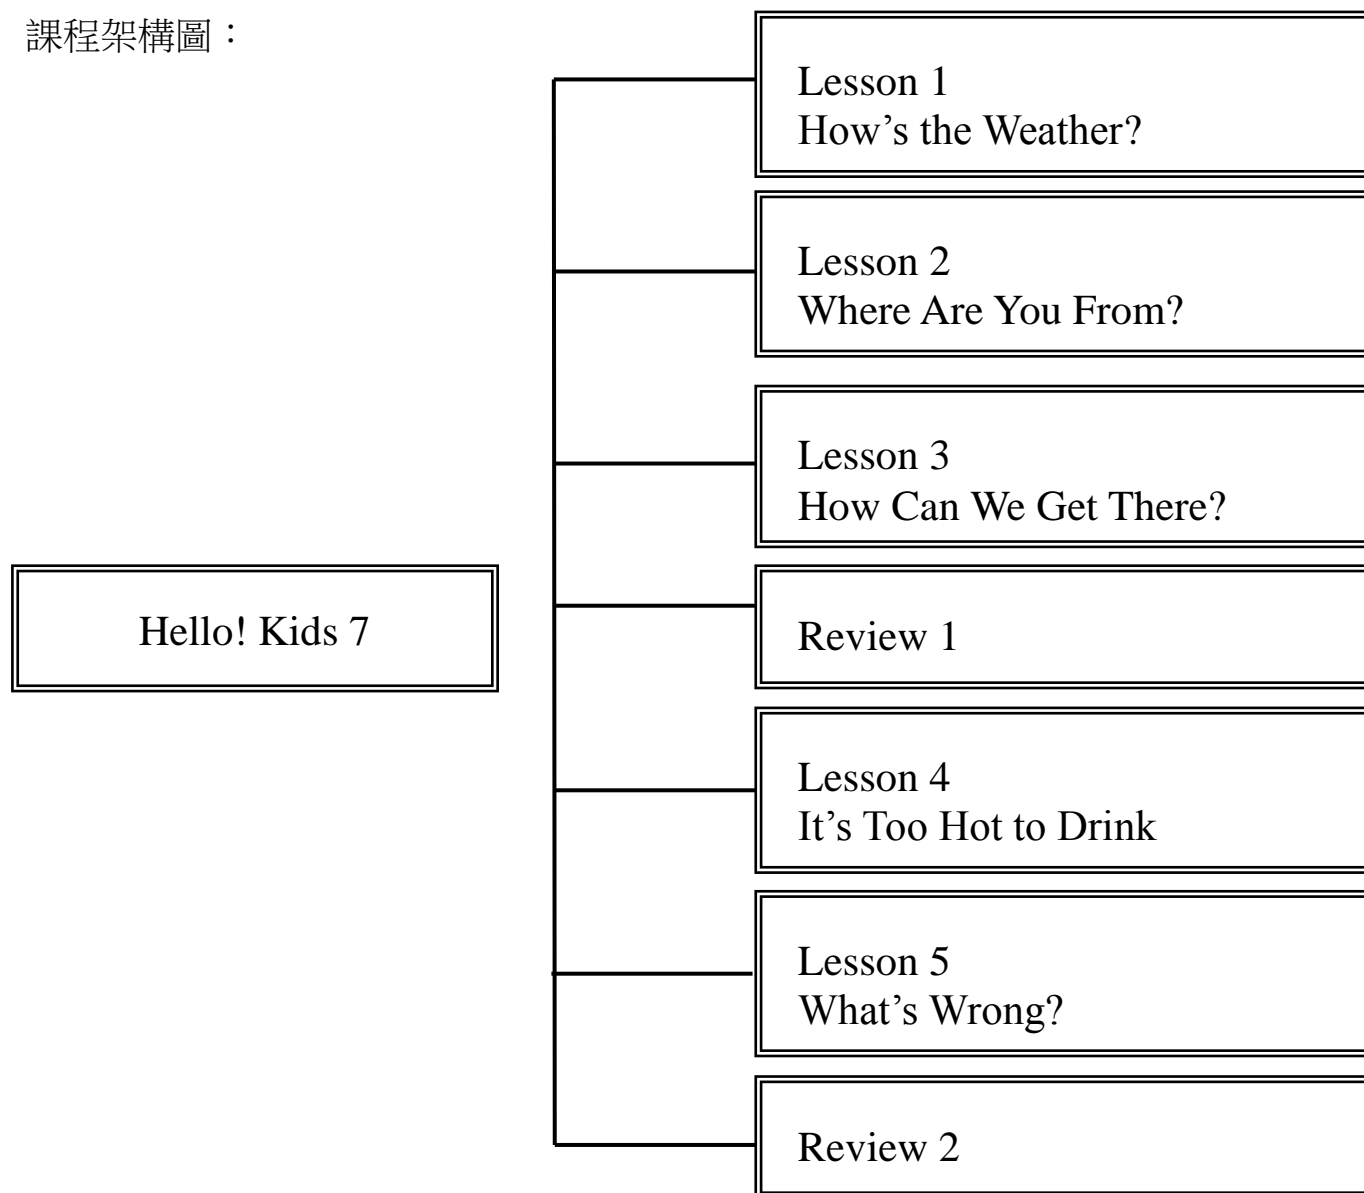 課程架構圖：
Lesson 1
How’s the Weather?
Lesson 2
Where Are You From?
Lesson 3
How Can We Get There?
Hello! Kids 7
Review 1
Lesson 4
It’s Too Hot to Drink
Lesson 5
What’s Wrong?
Review 2